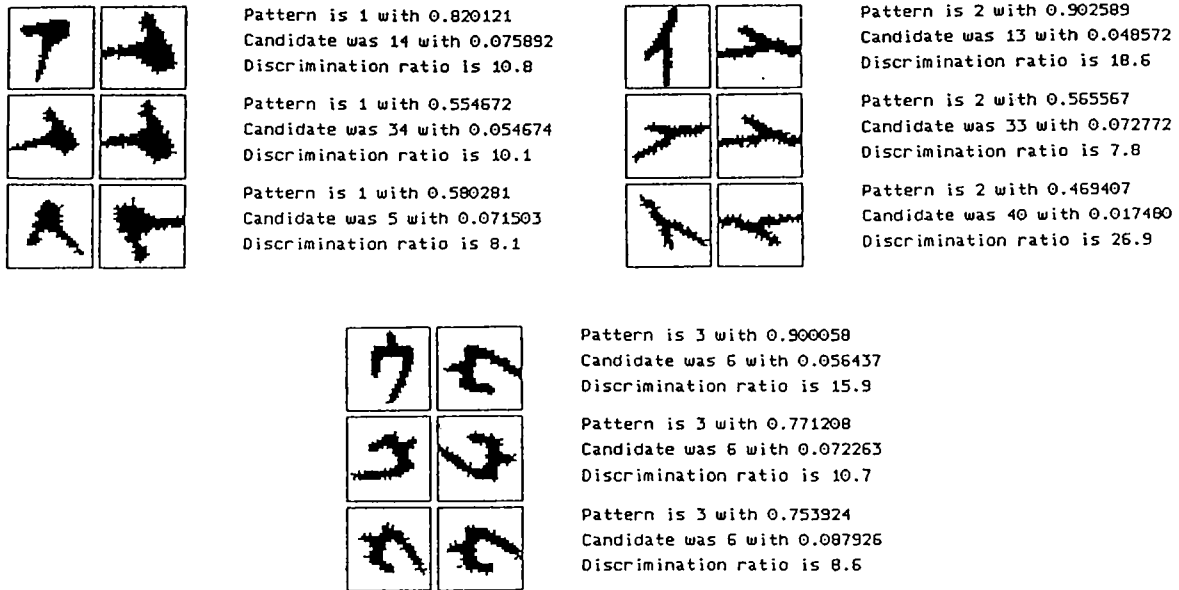 Pattern is 1 with 0.820121
Candidate was 14 with 0.075892
Discrimination ratio is 10.8
Pattern is 1 with 0.554672
Candidate was 34 with 0.054674
Discrimination ratio is 10.1
Pattern is 1 with 0.580281
Candidate was 5 with 0.071503
Discrimination ratio is 8.1
Pattern is 2 with 0.902589
Candidate was 13 with 0.048572
Discrimination ratio is 18.6
Pattern is 2 with 0.565567
Candidate was 33 with 0.072772
Discrimination ratio is 7.8
Pattern is 2 with 0.469407
Candidate was 40 with 0.017480
Discrimination ratio is 26.9
Pattern is 3 with 0.900058
Candidate was 6 with 0.056437
Discrimination ratio is 15.9
Pattern is 3 with 0.771208
Candidate was 6 with 0.072263
Discrimination ratio is 10.7
Pattern is 3 with 0.753924
Candidate was 6 with 0.087926
Discrimination ratio is 8.6